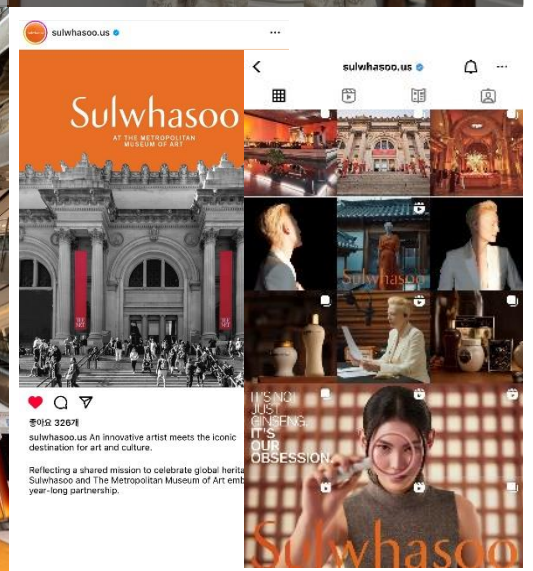 sulwhasoo.us
Sulwhasoo
AT THE METROPOLITAN
MUSEUM OF ART
THE
MET
THE
MET
좋아요 326개
sulwhasoo.us An innovative artist meets the iconic
destination for art and culture.
Reflecting a shared mission to celebrate global herita
Sulwhasoo and The Metropolitan Museum of Art emb
year-long partnership.
sulwhasoo.us
Sulwhasoo
IT'S NOT
JUST
GINSENG.
IT'S
OUR
OBSESSION.
Sulwhasoo